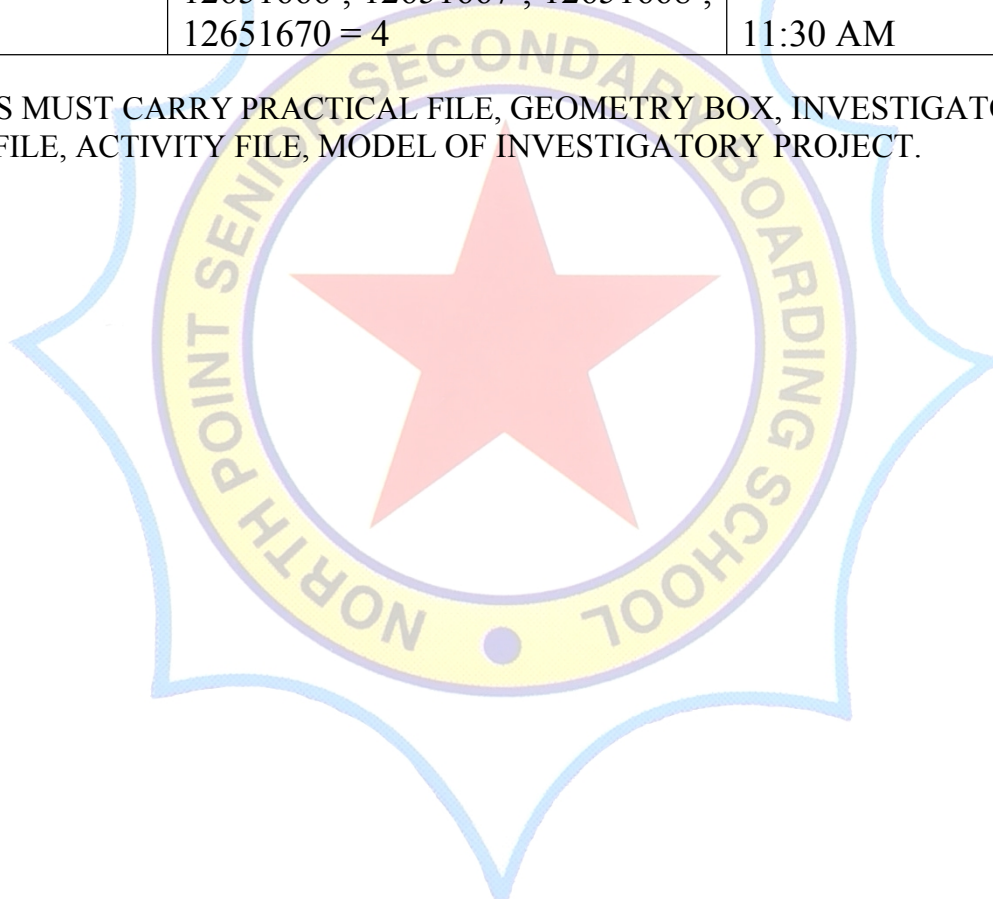 12651670 = 4 11:30 AM
S MUST CARRY PRACTICAL FILE, GEOMETRY BOX, INVESTIGATO
FILE, ACTIVITY FILE, MODEL OF INVESTIGATORY PROJECT.
NORTH POINT SENIOR SECONDARY BOARDING SCHOOL